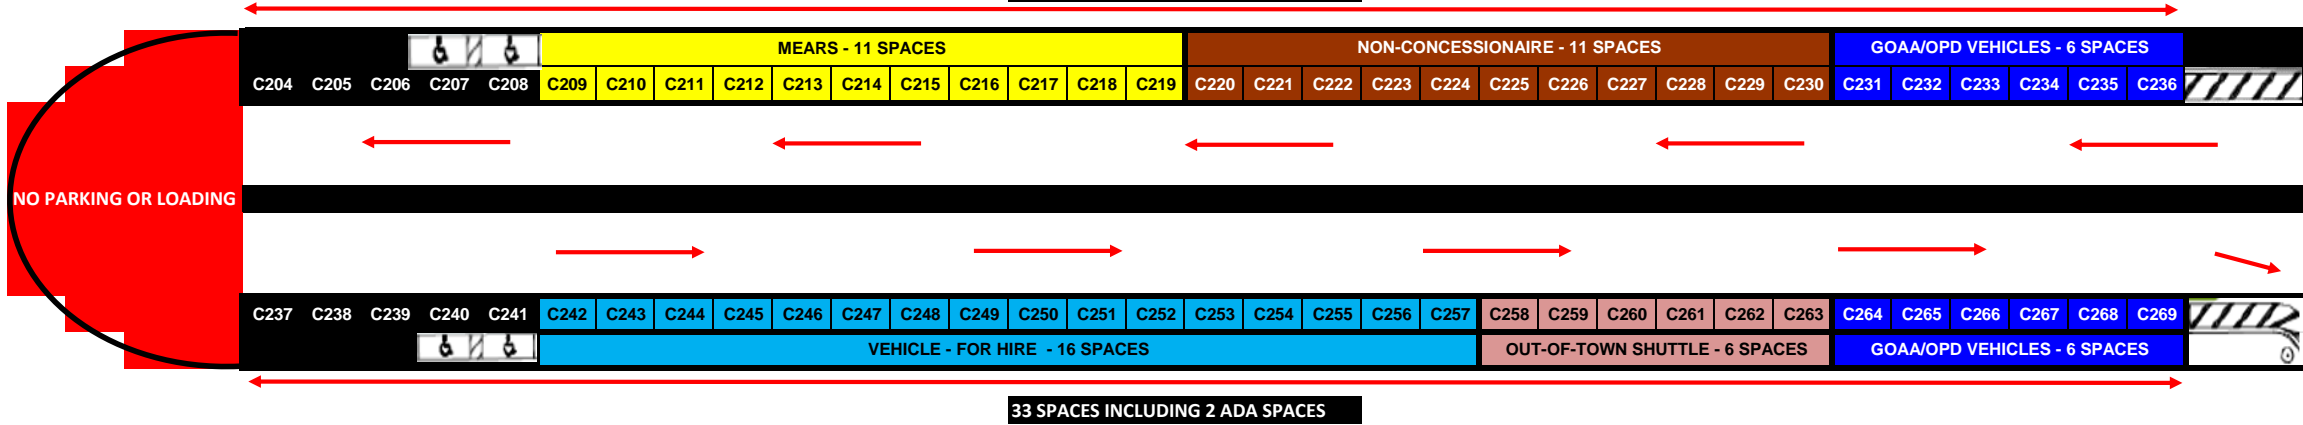 MEARS - 11 SPACES NON-CONCESSIONAIRE - 11 SPACES GOAA/OPD VEHICLES - 6 SPACES
C204 C205 C206 C207 C208 C209 C210 C211 C212 C213 C214 C215 C216 C217 C218 C219 C220 C221 C222 C223 C224 C225 C226 C227 C228 C229 C230 C231 C232 C233 C234 C235 C236
NO PARKING OR LOADING
C237 C238 C239 C240 C241 C242 C243 C244 C245 C246 C247 C248 C249 C250 C251 C252 C253 C254 C255 C256 C257 C258 C259 C260 C261 C262 C263 C264 C265 C266 C267 C268 C269
VEHICLE - FOR HIRE - 16 SPACES OUT-OF-TOWN SHUTTLE - 6 SPACES GOAA/OPD VEHICLES - 6 SPACES
33 SPACES INCLUDING 2 ADA SPACES